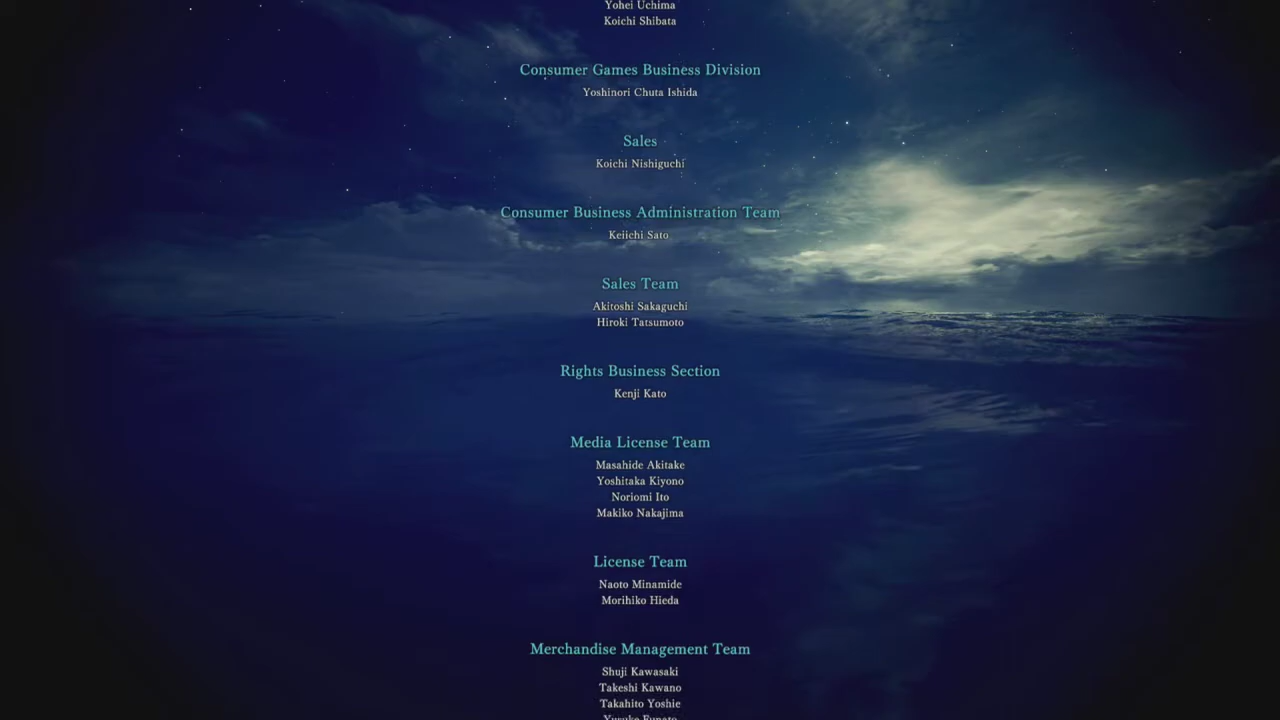 Yohei Uchima
Koichi Shibata
Consumer Games Business Division
Yoshinori Chuta Ishida
Sales
Koichi Nishiguchi
Consumer Business Administration Team
Keiichi Sato
Sales Team
Akitoshi Sakaguchi
Hiroki Tatsumoto
Rights Business Section
Kenji Kato
Media License Team
Masahide Akitake
Yoshitaka Kiyono
Noriomi Ito
Makiko Nakajima
License Team
Naoto Minamide
Morihiko Hieda
Merchandise Management Team
Shuji Kawasaki
Takeshi Kawano
Takahito Yoshie